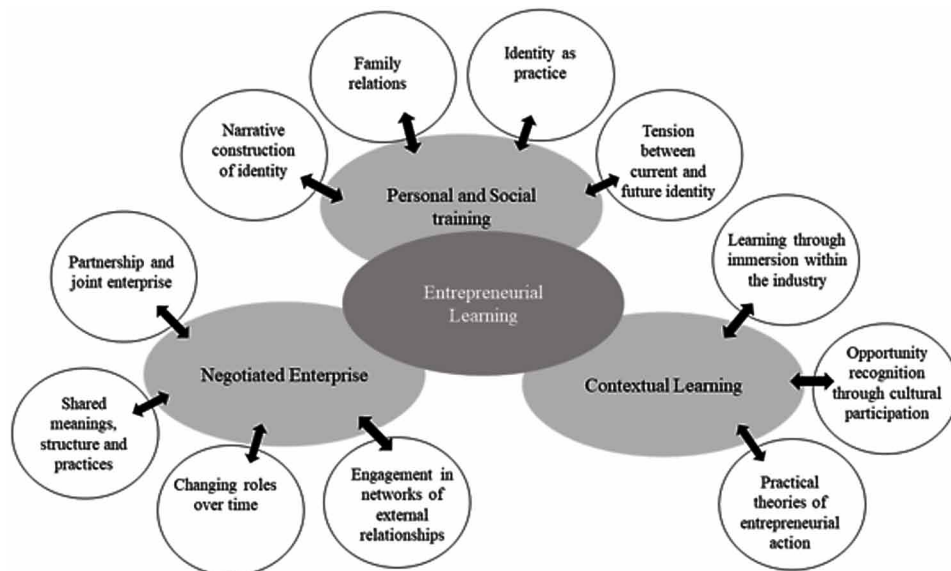 Family
relations
Identity as
practice
Narrative
construction
of identity
Tension
between
current and
future identity
Personal and Social
training
Partnership and
joint enterprise
Learning through
immersion within
the industry
Entrepreneurial
Learning
Negotiated Enterprise
Contextual Learning
Opportunity
recognition
through cultural
participation
Shared
meanings,
structure and
practices
Changing roles
over time
Engagement in
networks of
external
relationships
Practical
theories of
entrepreneurial
action